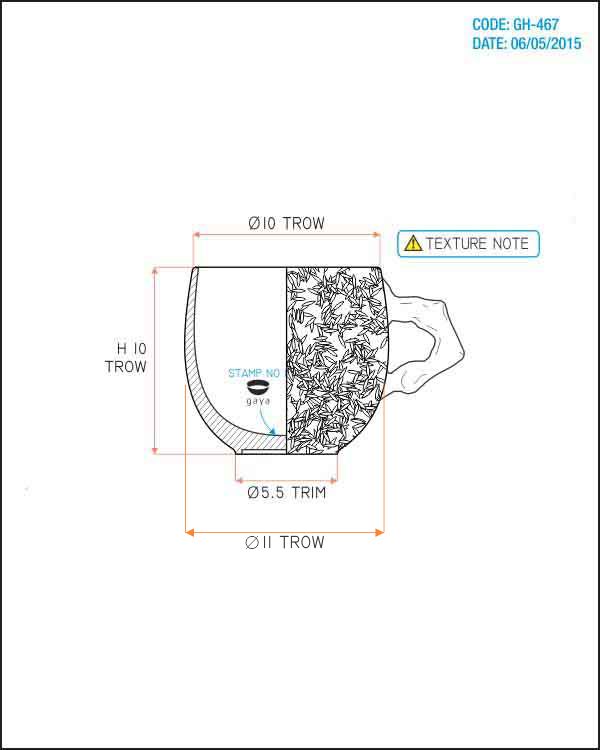 CODE: GH-467
DATE: 06/05/2015
Ø10 TROW
TEXTURE NOTE
H 10
TROW
STAMP NO
gaya
Ø5.5 TRIM
Ø11 TROW